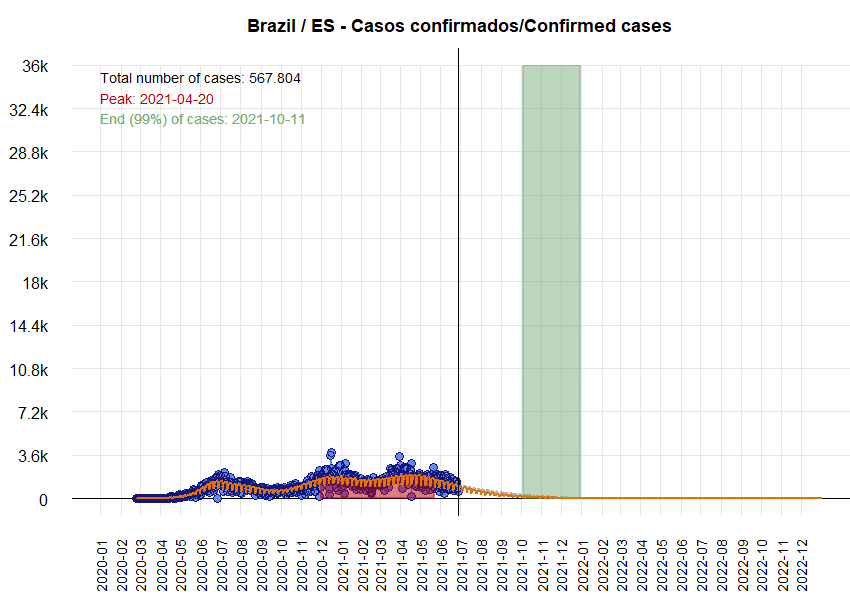 Brazil / ES - Casos confirmados/Confirmed cases
36k
32.4k
28.8k
25.2k
21.6k
18k
14.4k
10.8k
7.2k
3.6k
0
Total number of cases: 567.804
Peak: 2021-04-20
End (99%) of cases: 2021-10-11
2020-01
2020-02
2020-03
2020-04
2020-05
2020-06
2020-07
2020-08
2020-09
2020-10
2020-11
2020-12
2021-01
2021-02
2021-03
2021-04
2021-05
2021-06
2021-07
2021-08
2021-09
2021-10
2021-11
2021-12
2022-01
2022-02
2022-03
2022-04
2022-05
2022-06
2022-07
2022-08
2022-09
2022-10
2022-11
2022-12